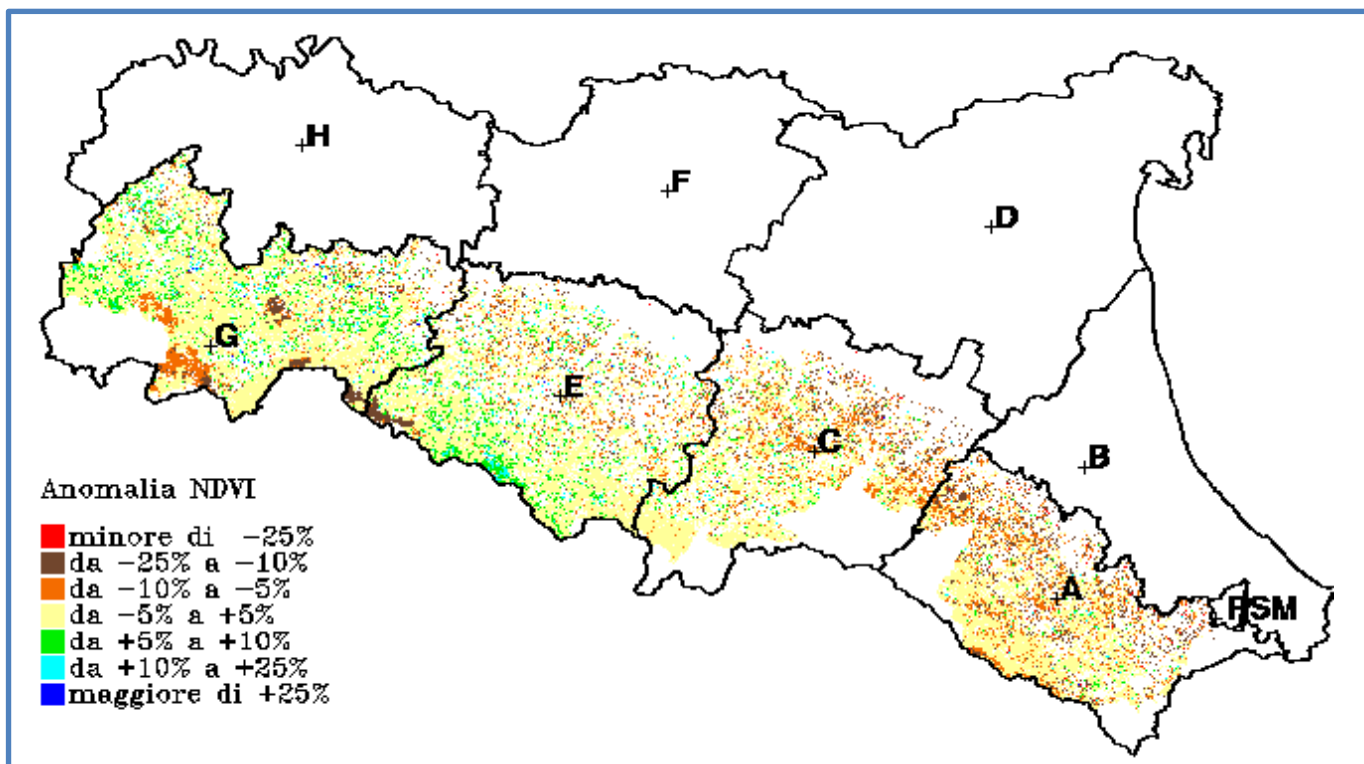 H
F
D
G
E
C
B
A
RSM
Anomalia NDVI
minore di -25%
da -25% a -10%
da -10% a -5%
da -5% a +5%
da +5% a +10%
da +10% a +25%
maggiore di +25%